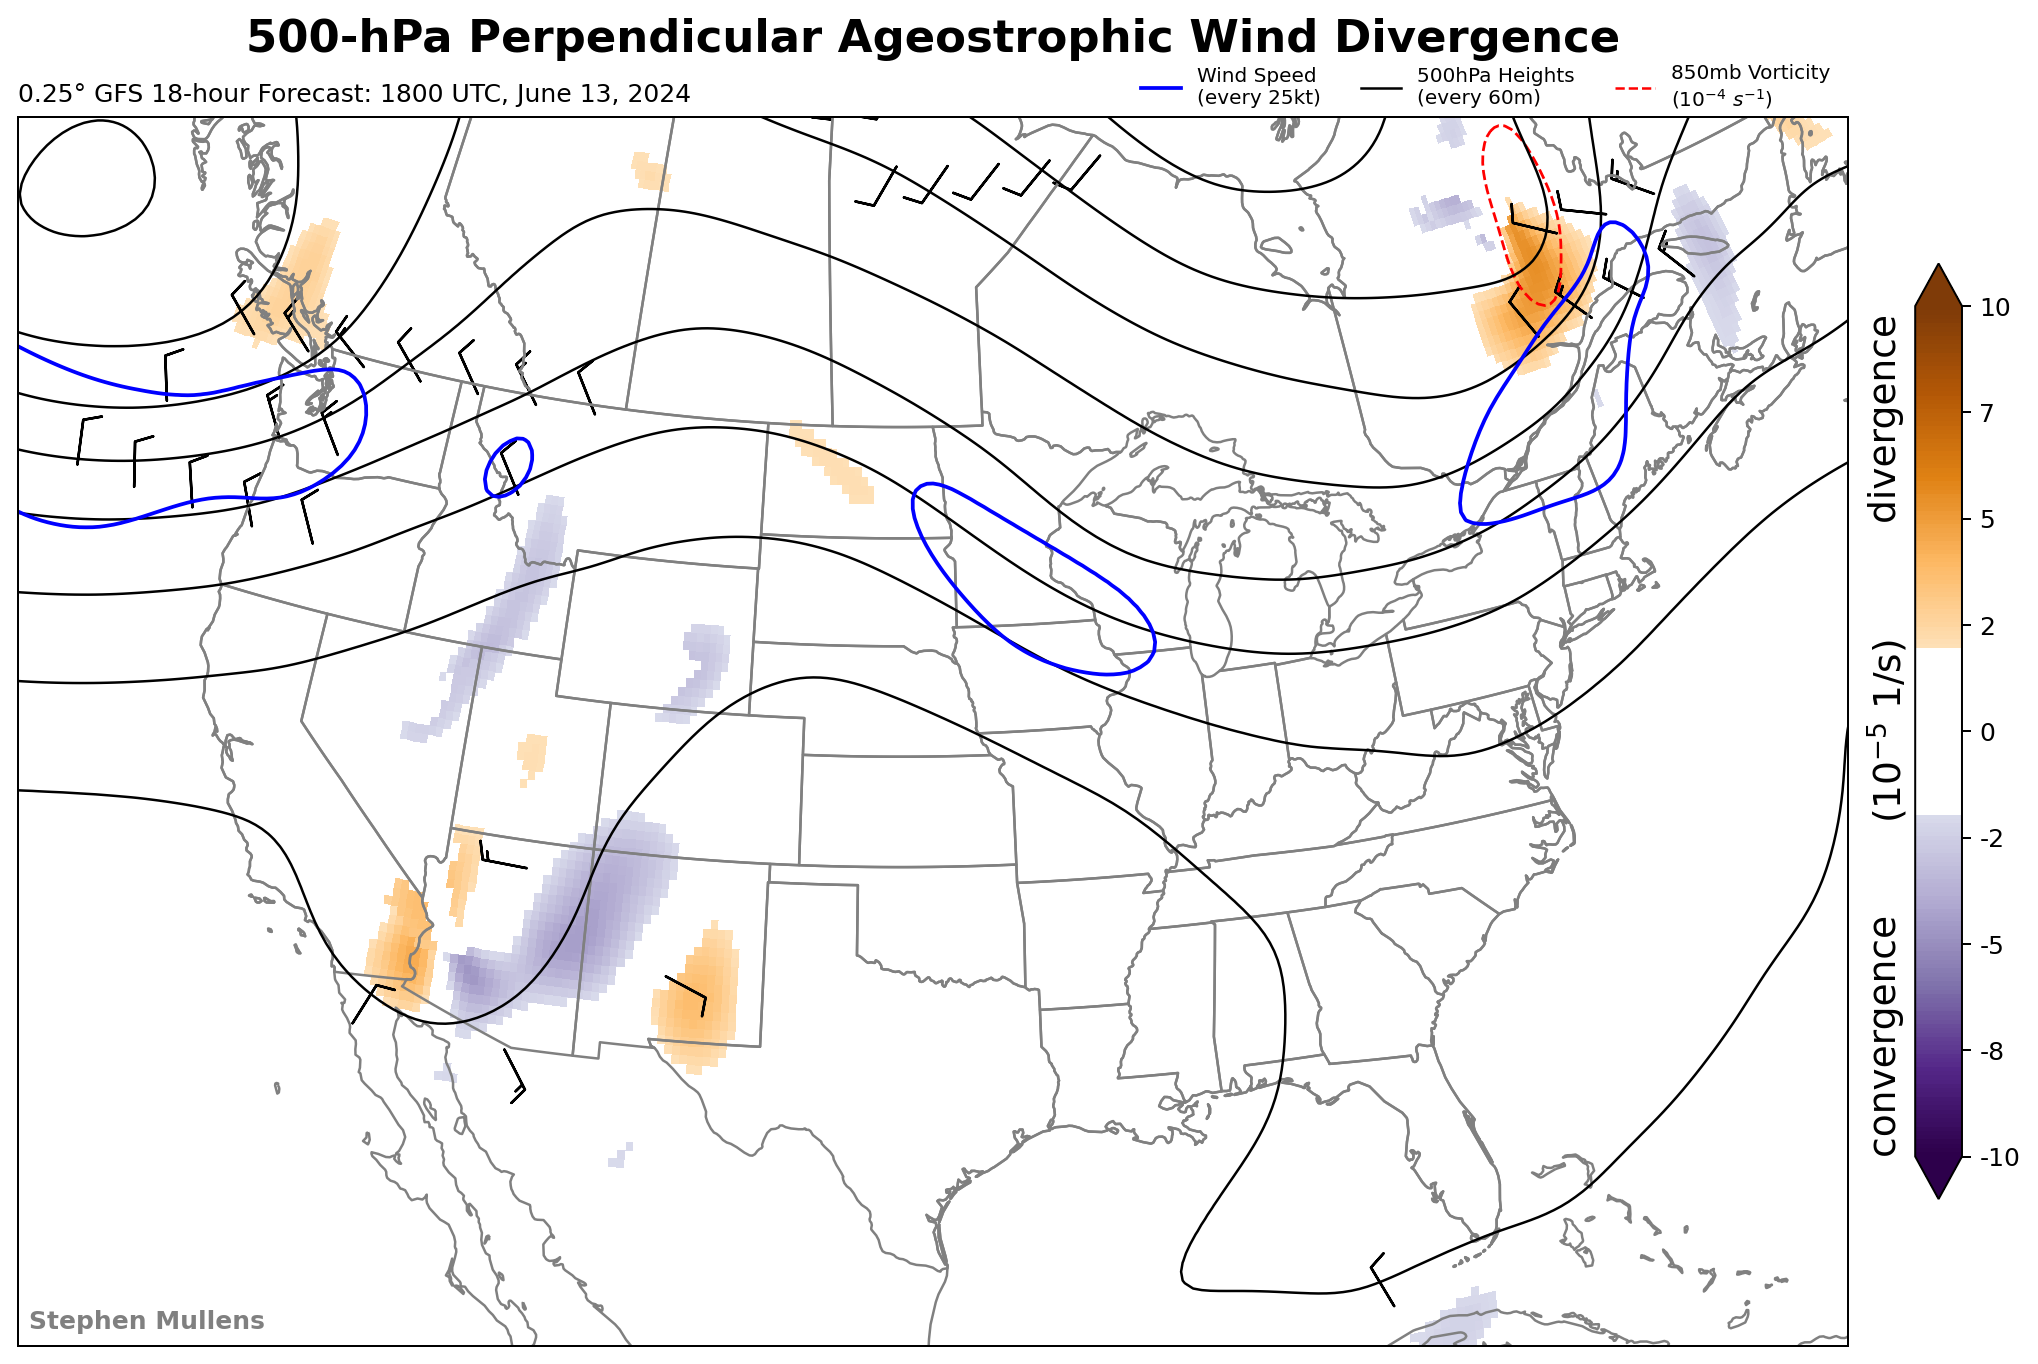 500-hPa Perpendicular Ageostrophic Wind Divergence
0.25° GFS 18-hour Forecast: 1800 UTC, June 13, 2024
Wind Speed
(every 25kt)
500hPa Heights
(every 60m)
850mb Vorticity
(10⁻⁴ s⁻¹)
10
7
5
2
0
-2
-5
-8
-10
convergence (10⁻⁵ 1/s) divergence
Stephen Mullens